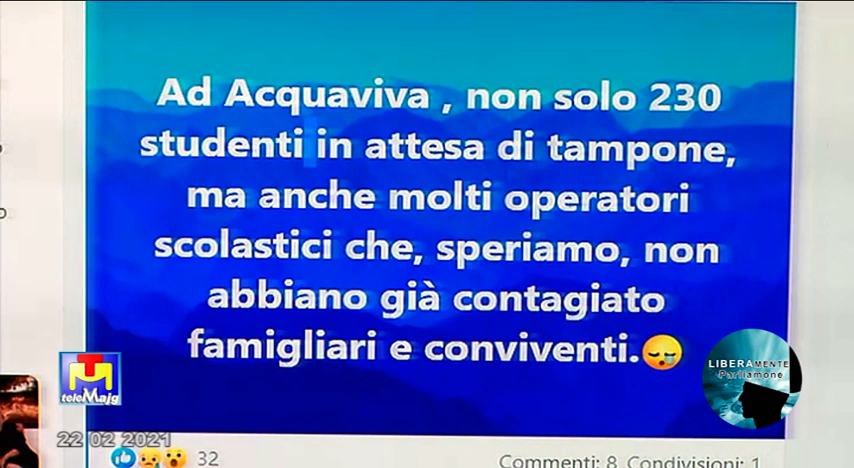 Ad Acquaviva , non solo 230
studenti in attesa di tampone,
ma anche molti operatori
scolastici che, speriamo, non
abbiano già contagiato
famigliari e conviventi.
LIBERAMENTE
Parliamone
TM
teleMajg
22 02 2021
32
Commenti: 8 Condivisioni: 1